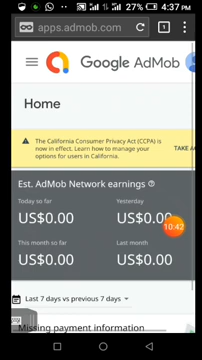 27% 4:37 PM
apps.admob.com
1
Google AdMob
Home
The California Consumer Privacy Act (CCPA) is
now in effect. Learn how to manage your
options for users in California.
TAKE A
Est. AdMob Network earnings
Today so far
Yesterday
US$0.00
US$0.00
10:42
This month so far
Last month
US$0.00
US$0.00
Last 7 days vs previous 7 days
Missing payment information